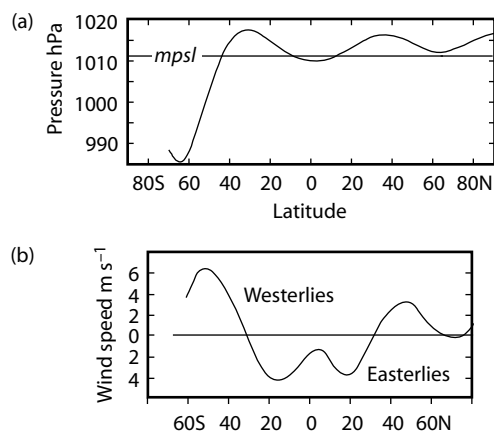 (a)
Pressure hPa
1020
1010
1000
990
mpsl
80S 60 40 20 0 20 40 60 80N
Latitude
(b)
Wind speed m s⁻¹
6
4
2
0
2
4
Westerlies
Easterlies
60S 40 20 0 20 40 60N